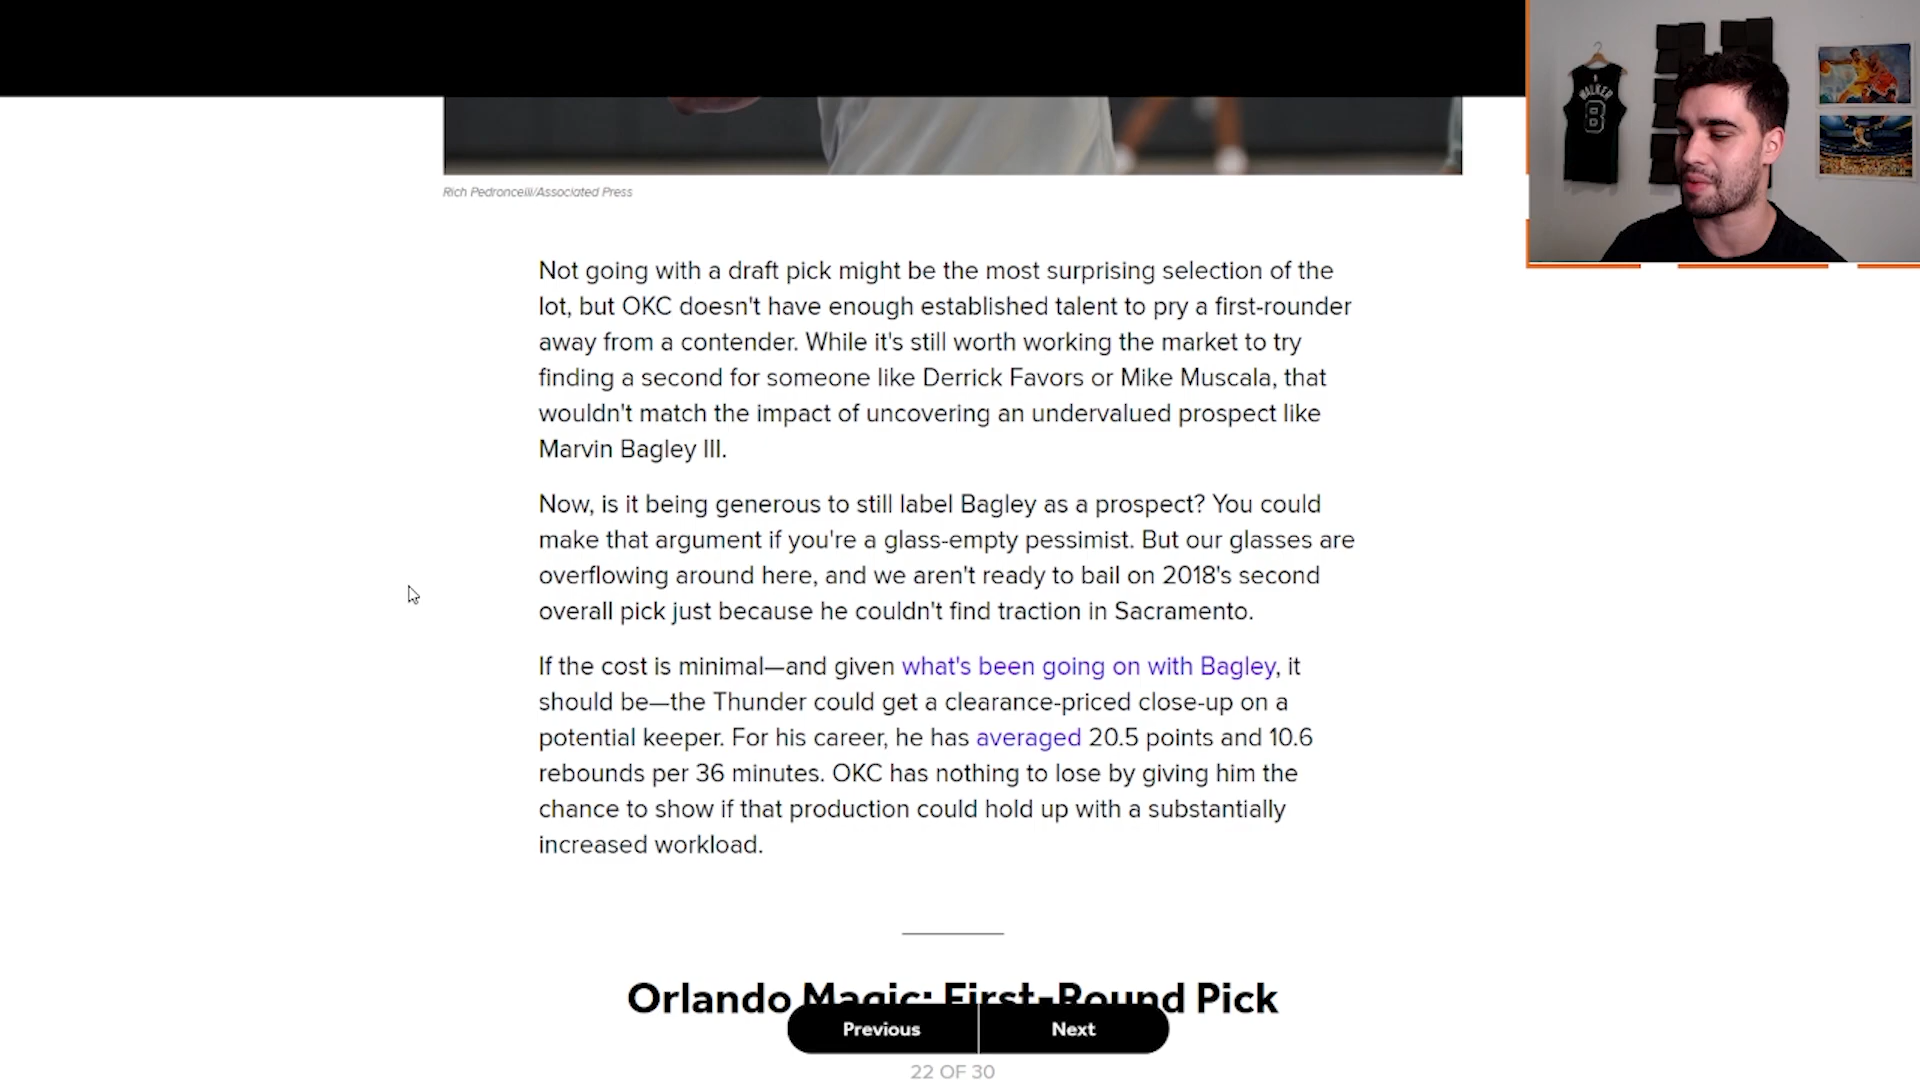 WALKER
8
Rich Pedroncelli/Associated Press
Not going with a draft pick might be the most surprising selection of the
lot, but OKC doesn't have enough established talent to pry a first-rounder
away from a contender. While it's still worth working the market to try
finding a second for someone like Derrick Favors or Mike Muscala, that
wouldn't match the impact of uncovering an undervalued prospect like
Marvin Bagley III.
Now, is it being generous to still label Bagley as a prospect? You could
make that argument if you're a glass-empty pessimist. But our glasses are
overflowing around here, and we aren't ready to bail on 2018's second
overall pick just because he couldn't find traction in Sacramento.
If the cost is minimal—and given what's been going on with Bagley, it
should be—the Thunder could get a clearance-priced close-up on a
potential keeper. For his career, he has averaged 20.5 points and 10.6
rebounds per 36 minutes. OKC has nothing to lose by giving him the
chance to show if that production could hold up with a substantially
increased workload.
Orlando Magic: First-Round Pick
Previous
Next
22 OF 30